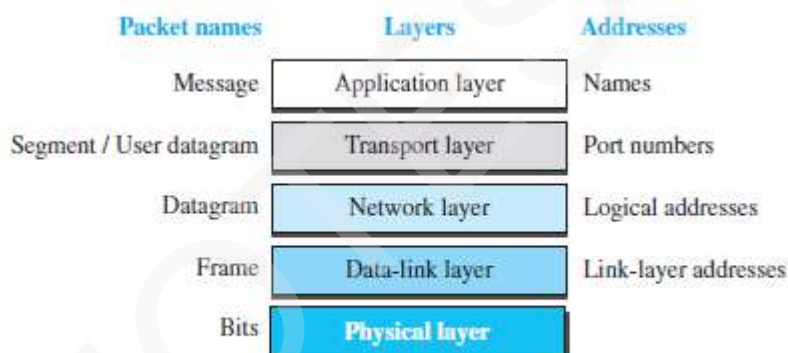 Packet names Layers Addresses
Message Application layer Names
Segment / User datagram Transport layer Port numbers
Datagram Network layer Logical addresses
Frame Data-link layer Link-layer addresses
Bits Physical layer